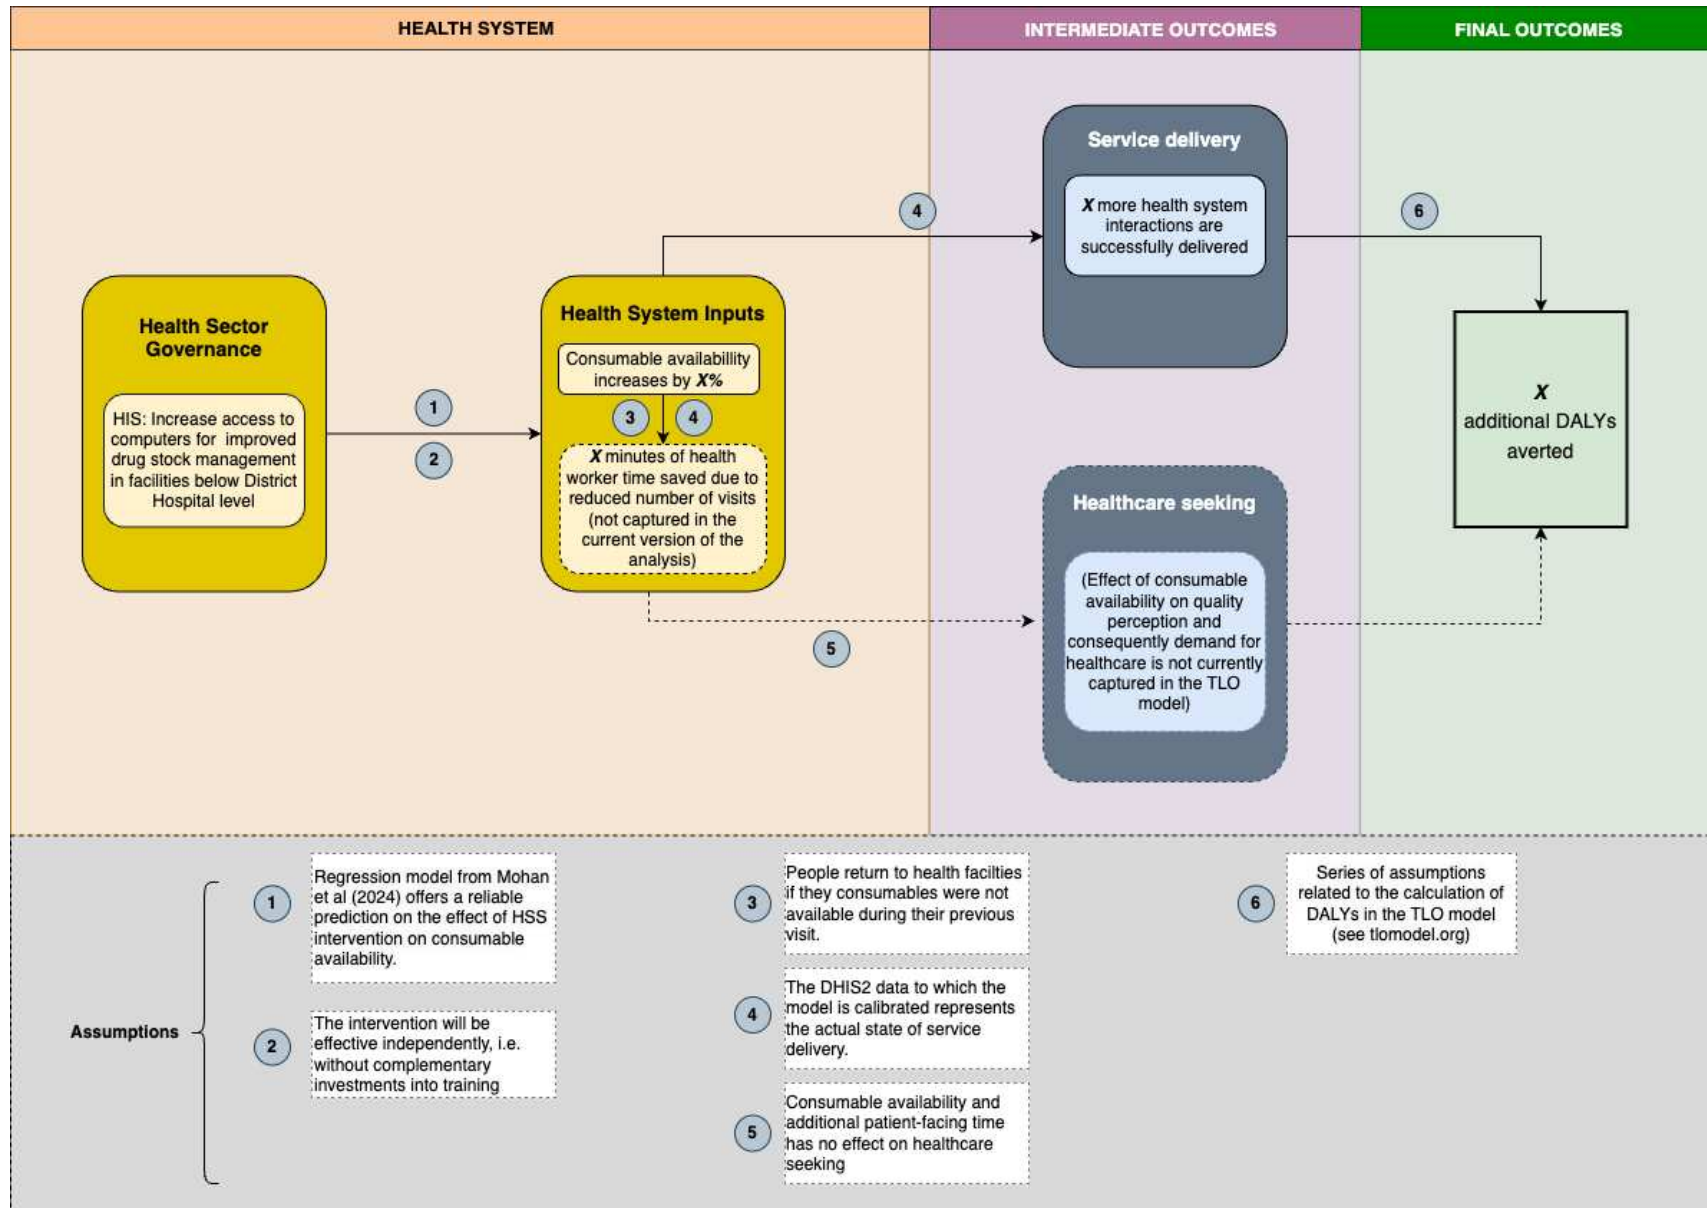 HEALTH SYSTEM
INTERMEDIATE OUTCOMES
FINAL OUTCOMES
Health Sector
Governance
HIS: Increase access to
computers for improved
drug stock management
in facilities below District
Hospital level
1
2
Health System Inputs
Consumable availabillity
increases by X%
3
4
X minutes of health
worker time saved due to
reduced number of visits
(not captured in the
current version of the
analysis)
4
5
Service delivery
X more health system
interactions are
successfully delivered
Healthcare seeking
(Effect of consumable
availability on quality
perception and
consequently demand for
healthcare is not currently
captured in the TLO
model)
6
X
additional DALYs
averted
Assumptions
1
Regression model from Mohan
et al (2024) offers a reliable
prediction on the effect of HSS
intervention on consumable
availability.
2
The intervention will be
effective independently, i.e.
without complementary
investments into training
3
People return to health facilties
if they consumables were not
available during their previous
visit.
4
The DHIS2 data to which the
model is calibrated represents
the actual state of service
delivery.
5
Consumable availability and
additional patient-facing time
has no effect on healthcare
seeking
6
Series of assumptions
related to the calculation of
DALYs in the TLO model
(see tlomodel.org)